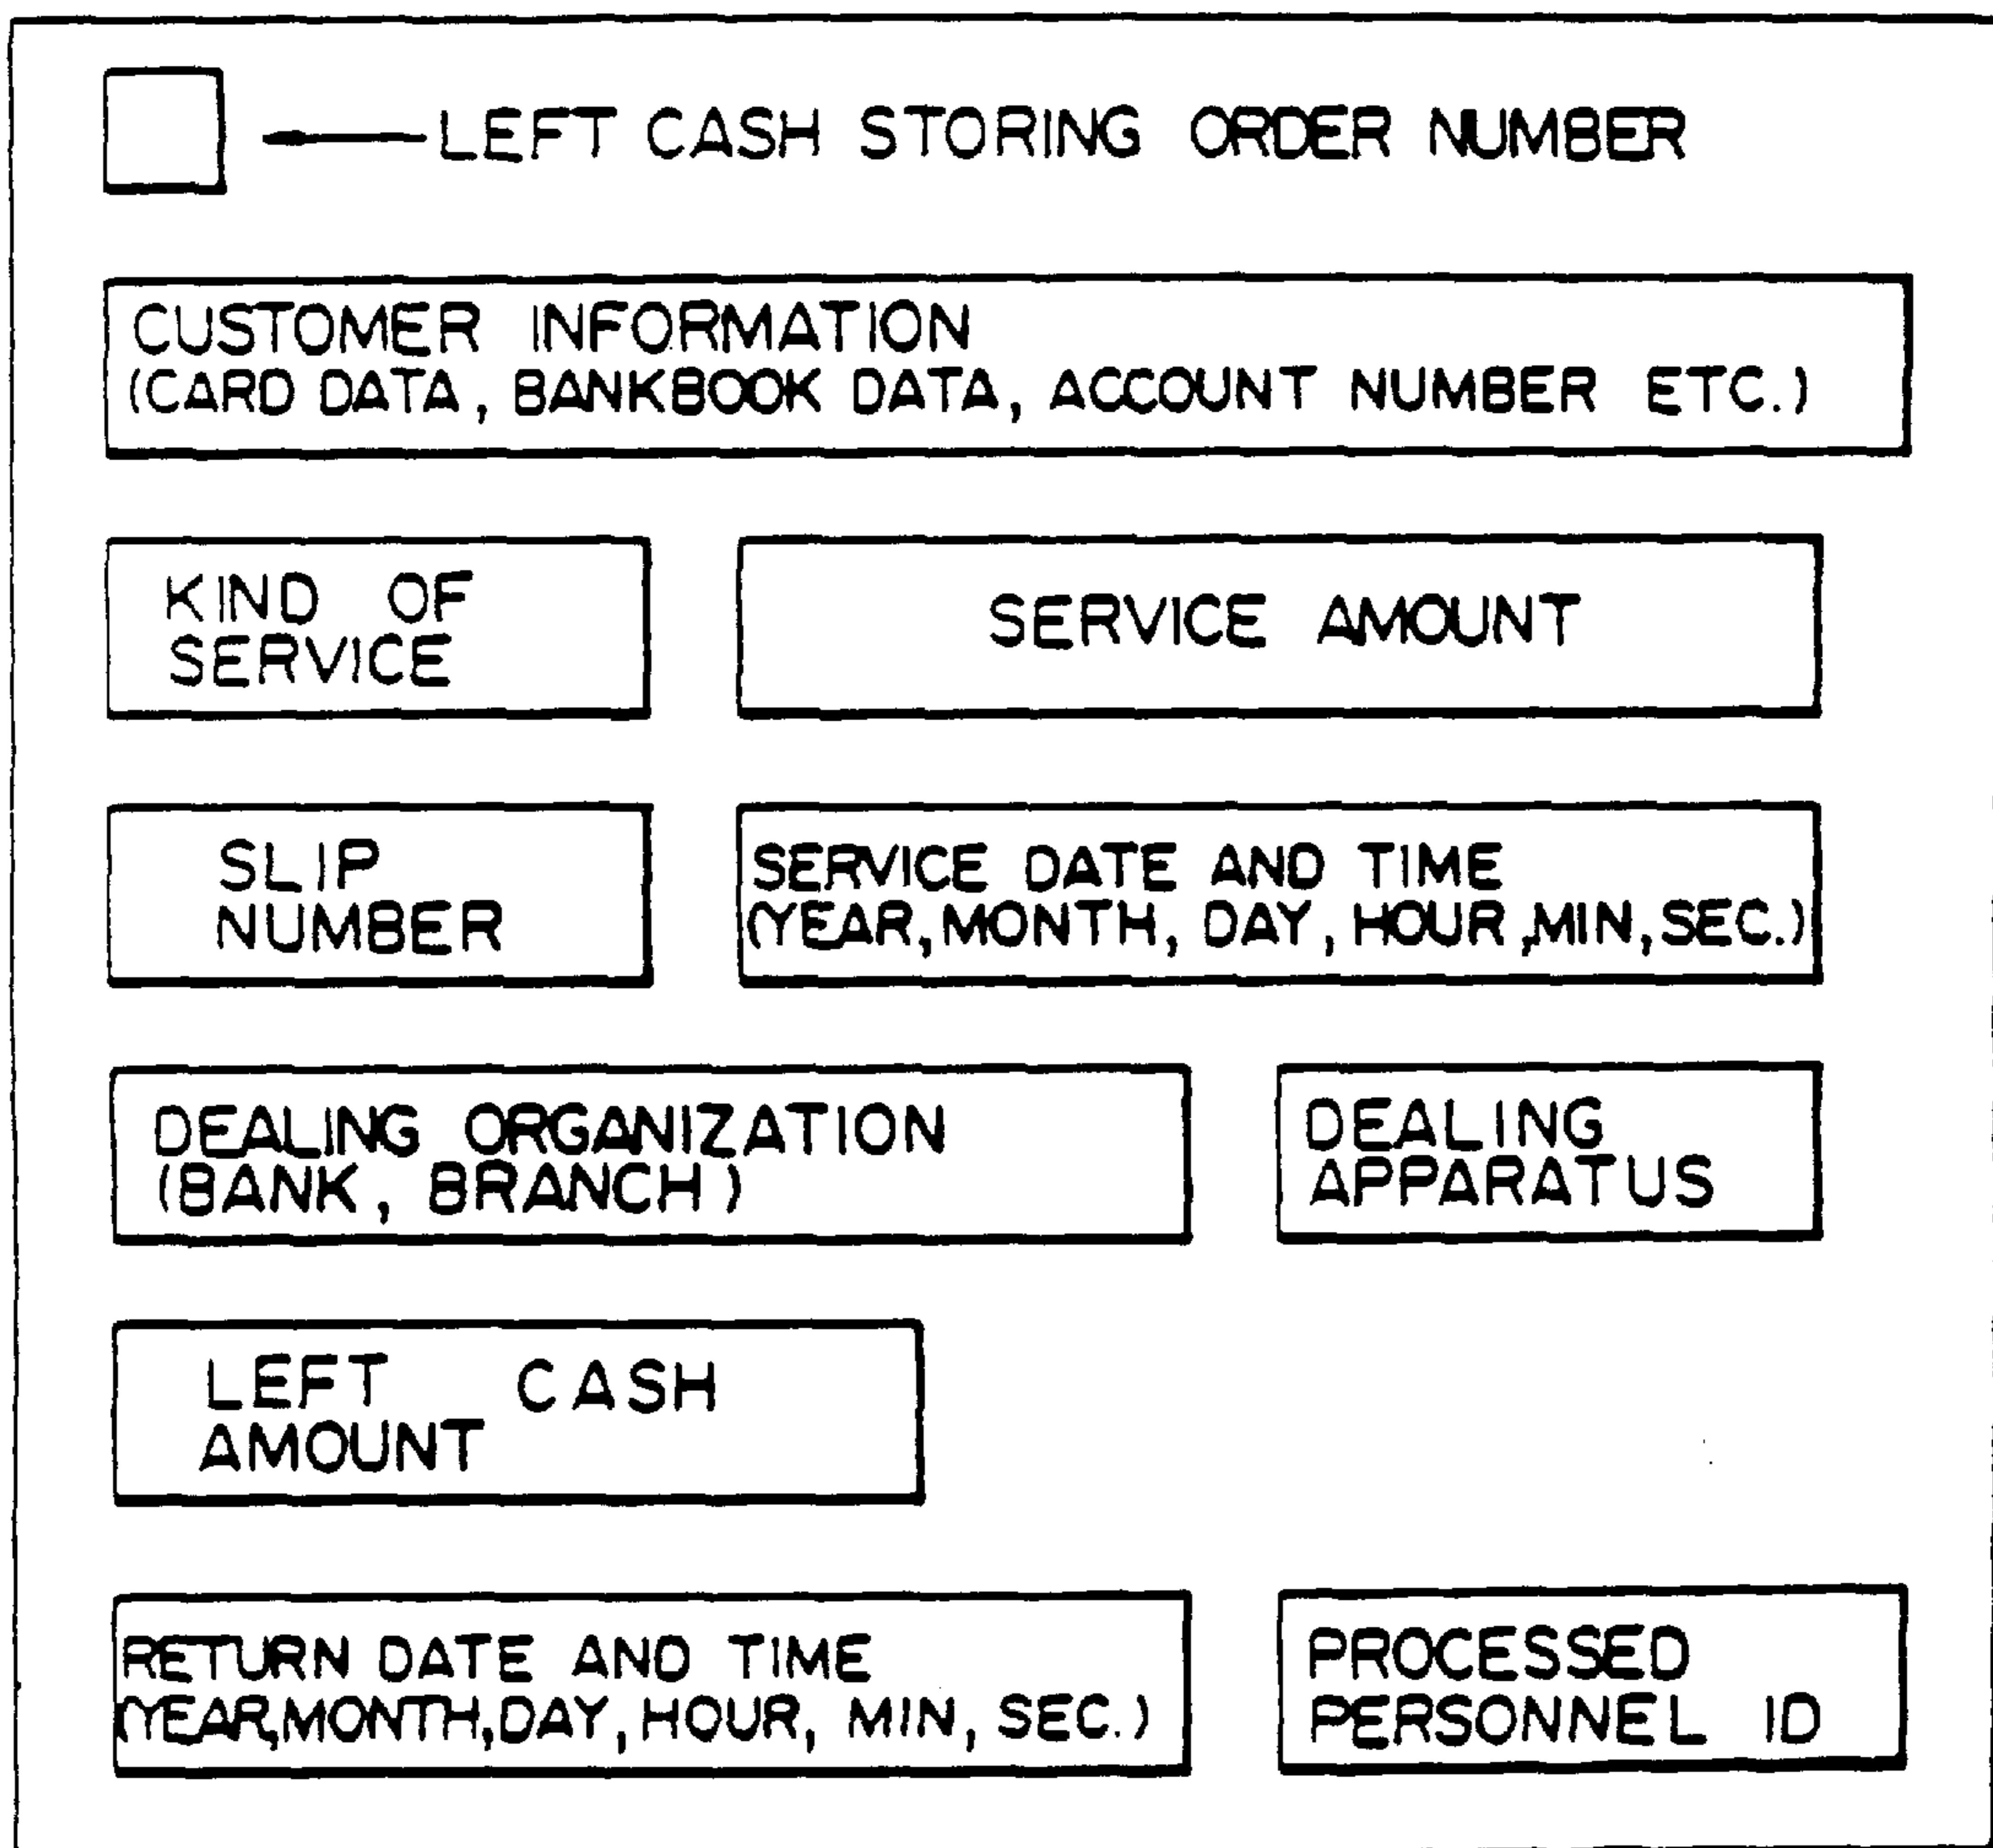 LEFT CASH STORING ORDER NUMBER
CUSTOMER INFORMATION
(CARD DATA, BANKBOOK DATA, ACCOUNT NUMBER ETC.)
KIND OF
SERVICE
SERVICE AMOUNT
SLIP
NUMBER
SERVICE DATE AND TIME
(YEAR, MONTH, DAY, HOUR, MIN, SEC.)
DEALING ORGANIZATION
(BANK, BRANCH)
DEALING
APPARATUS
LEFT CASH
AMOUNT
RETURN DATE AND TIME
(YEAR, MONTH, DAY, HOUR, MIN, SEC.)
PROCESSED
PERSONNEL ID